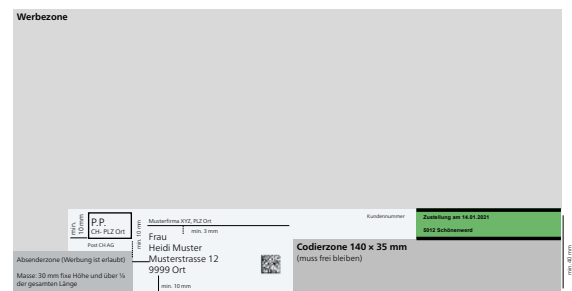 Werbezone
min.
10 mm
P.P.
CH- PLZ Ort
Post CH AG
min. 10 mm
Musterfirma XYZ, PLZ Ort
min. 3 mm
Frau
Heidi Muster
Musterstrasse 12
9999 Ort
min. 10 mm
Kundennummer
Zustellung am 14.01.2021
5012 Schönenwerd
Codierzone 140 × 35 mm
(muss frei bleiben)
Absenderzone (Werbung ist erlaubt)
Masse: 30 mm fixe Höhe und über ⅓
der gesamten Länge
min. 40 mm